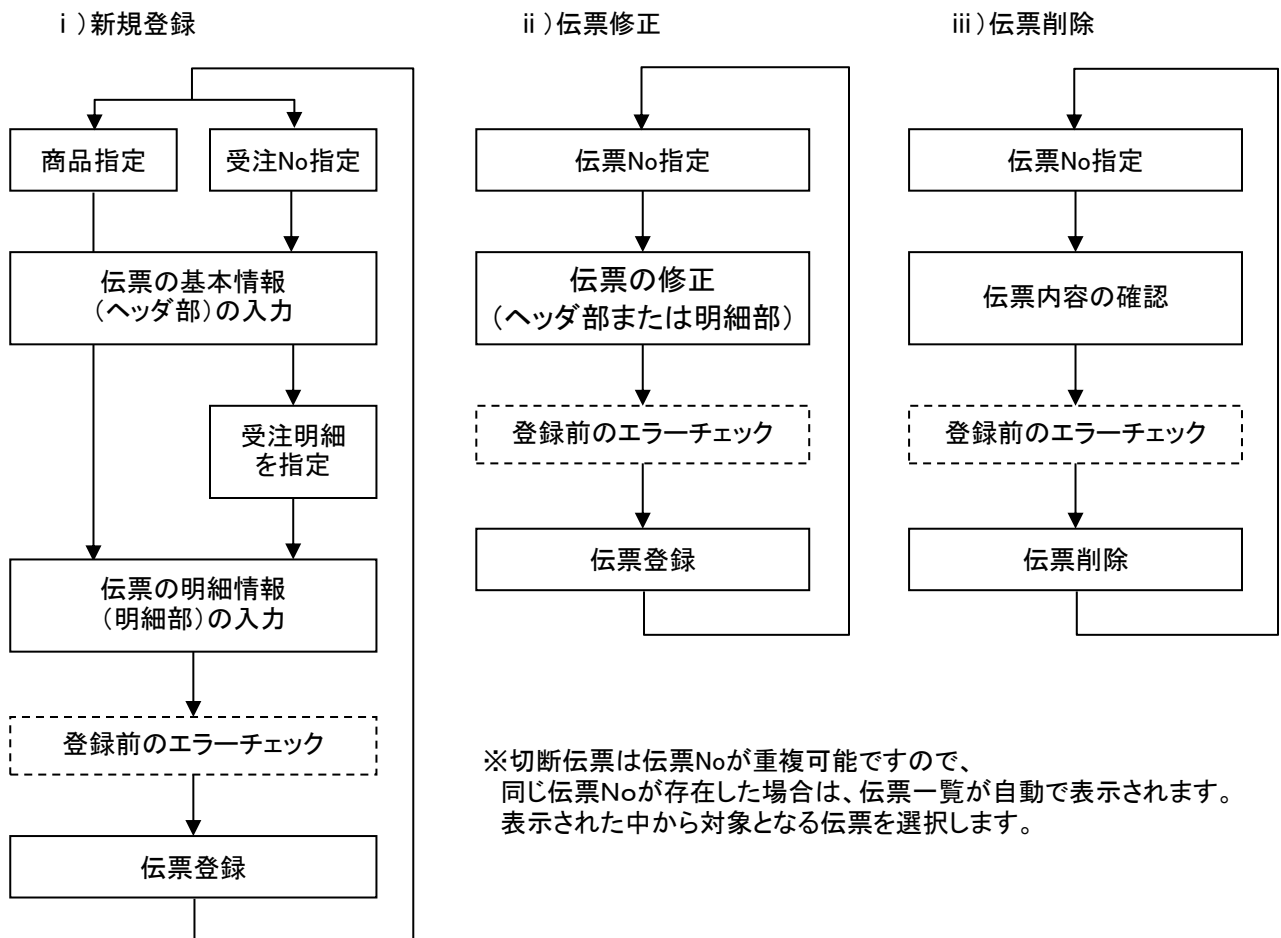 ⅰ)新規登録
商品指定
受注No指定
伝票の基本情報
(ヘッダ部)の入力
受注明細
を指定
伝票の明細情報
(明細部)の入力
登録前のエラーチェック
伝票登録
ⅱ)伝票修正
伝票No指定
伝票の修正
(ヘッダ部または明細部)
登録前のエラーチェック
伝票登録
ⅲ)伝票削除
伝票No指定
伝票内容の確認
登録前のエラーチェック
伝票削除
※切断伝票は伝票Noが重複可能ですので、
同じ伝票Noが存在した場合は、伝票一覧が自動で表示されます。
表示された中から対象となる伝票を選択します。